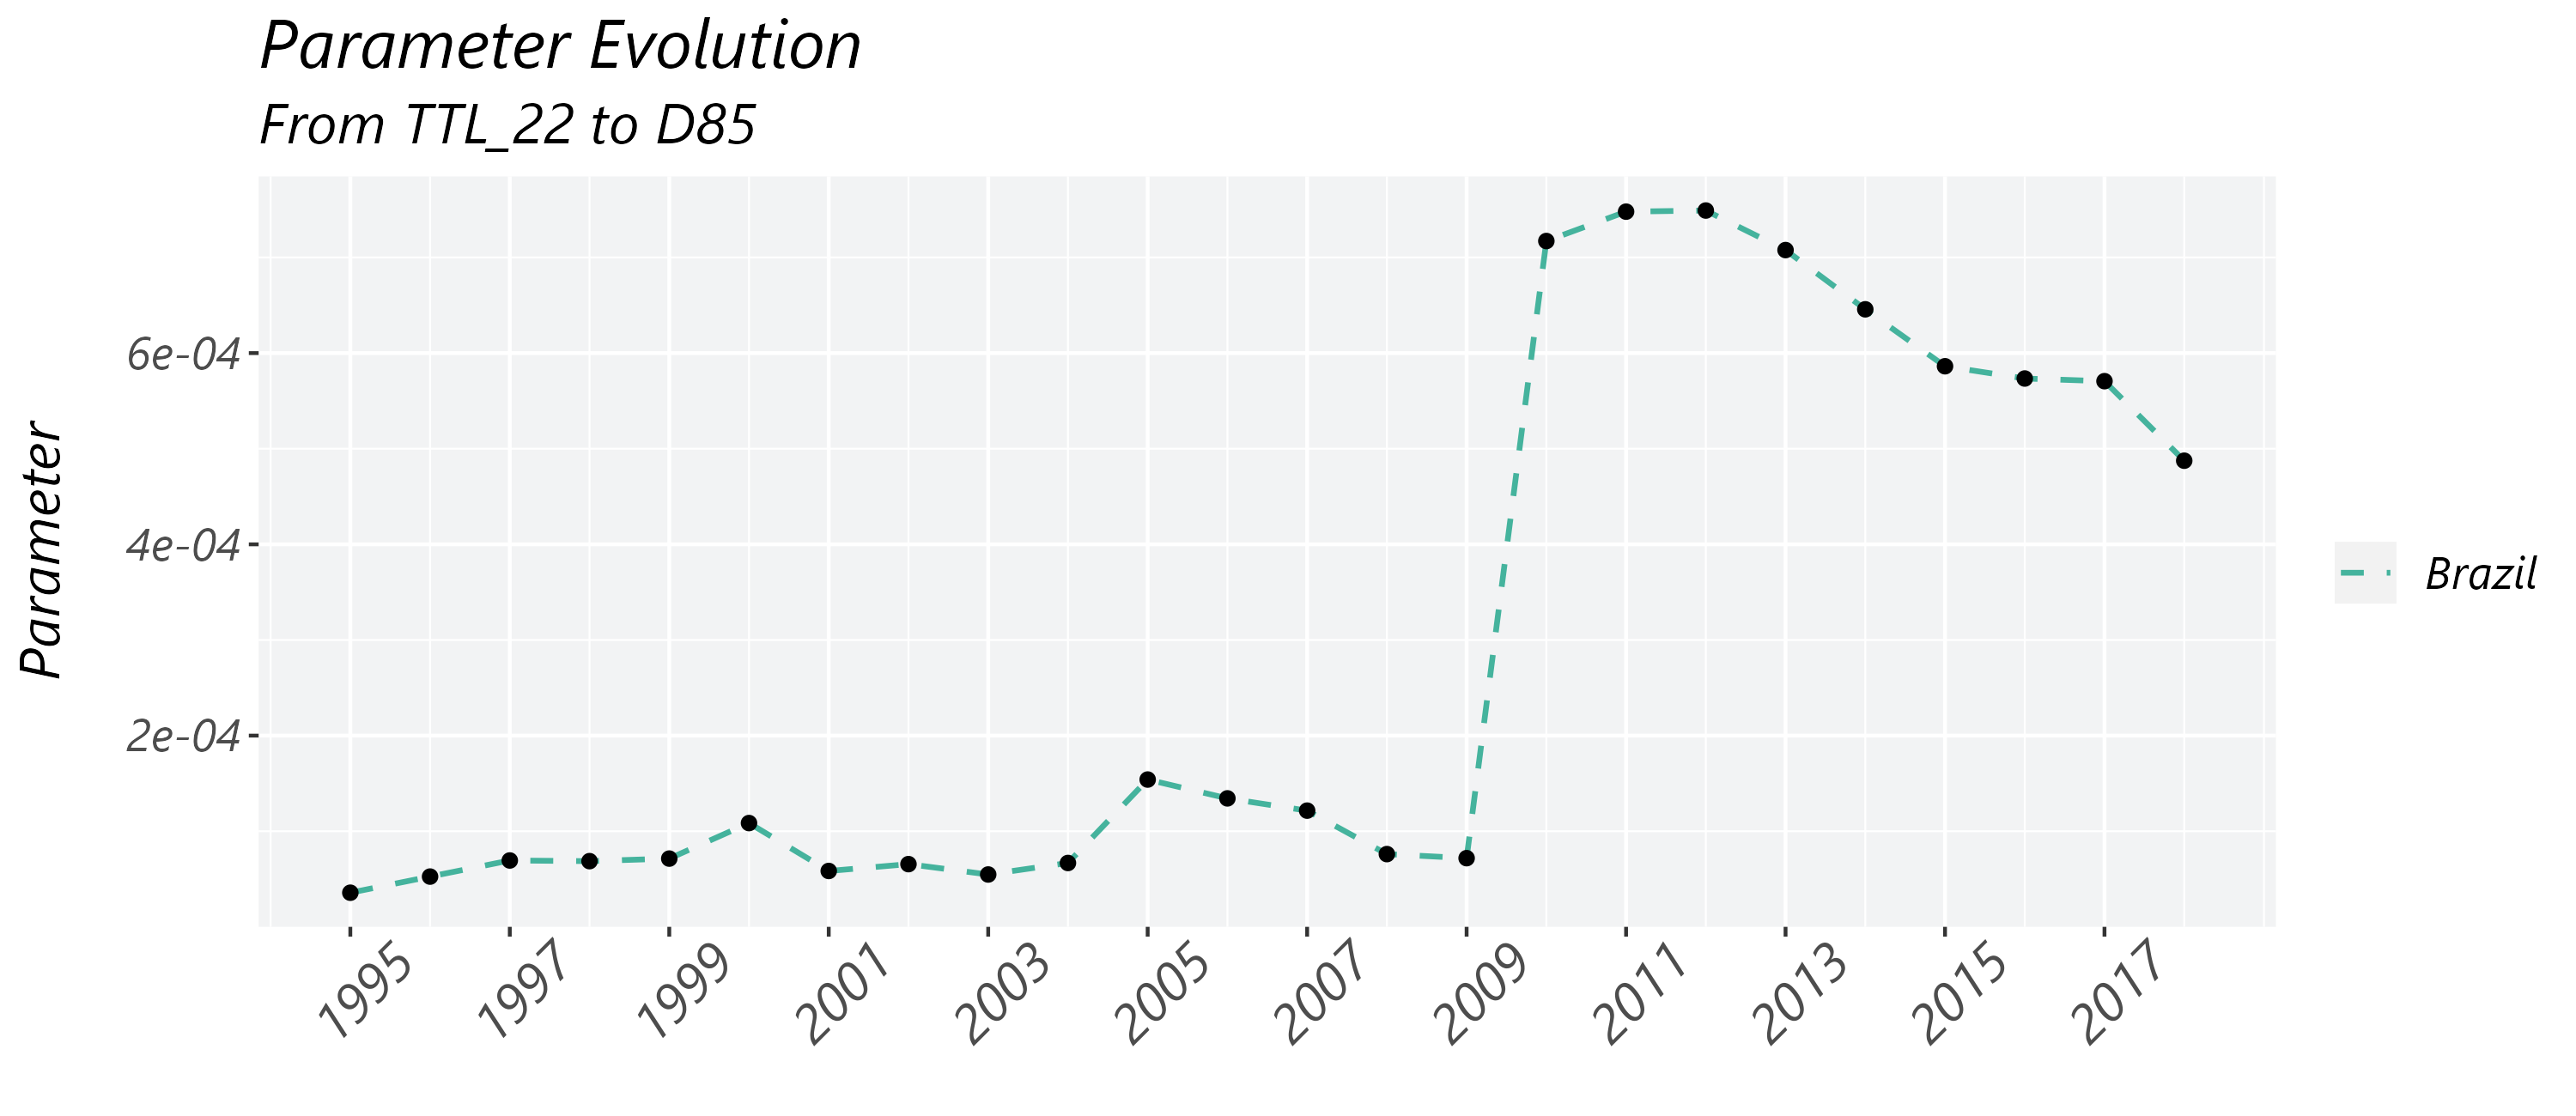 Parameter Evolution
From TTL_22 to D85
Parameter
6e-04
4e-04
2e-04
1995 1997 1999 2001 2003 2005 2007 2009 2011 2013 2015 2017
Brazil